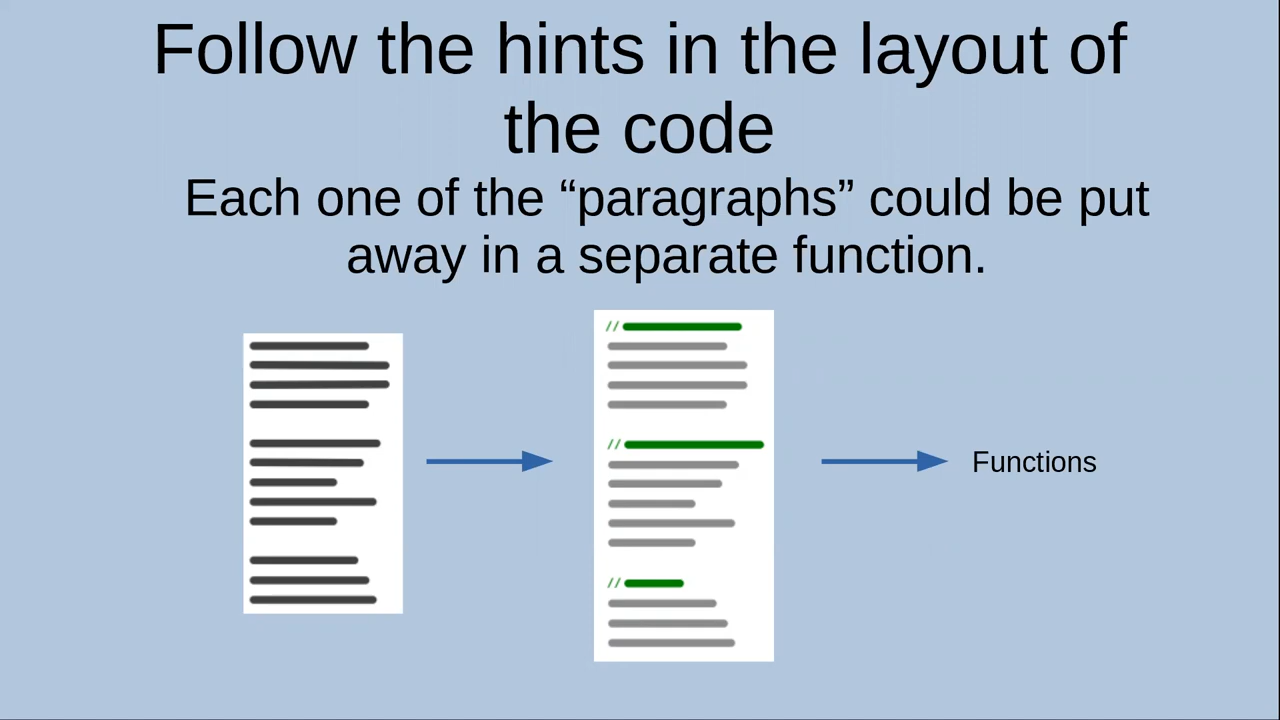 Follow the hints in the layout of
the code
Each one of the “paragraphs” could be put
away in a separate function.
//
//
//
Functions